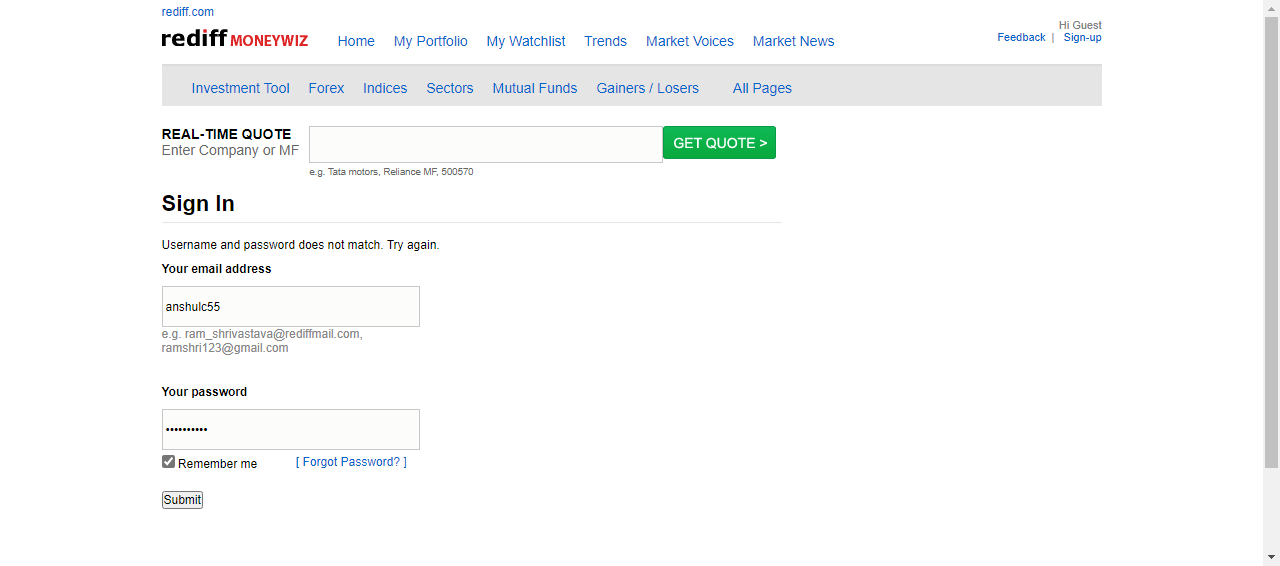 rediff.com
rediff MONEYWIZ
Home My Portfolio My Watchlist Trends Market Voices Market News
Hi Guest
Feedback | Sign-up
Investment Tool Forex Indices Sectors Mutual Funds Gainers / Losers All Pages
REAL-TIME QUOTE
Enter Company or MF
GET QUOTE >
e.g. Tata motors, Reliance MF, 500570
Sign In
Username and password does not match. Try again.
Your email address
anshulc55
e.g. ram_shrivastava@rediffmail.com,
ramshri123@gmail.com
Your password
••••••••••
Remember me [ Forgot Password? ]
Submit